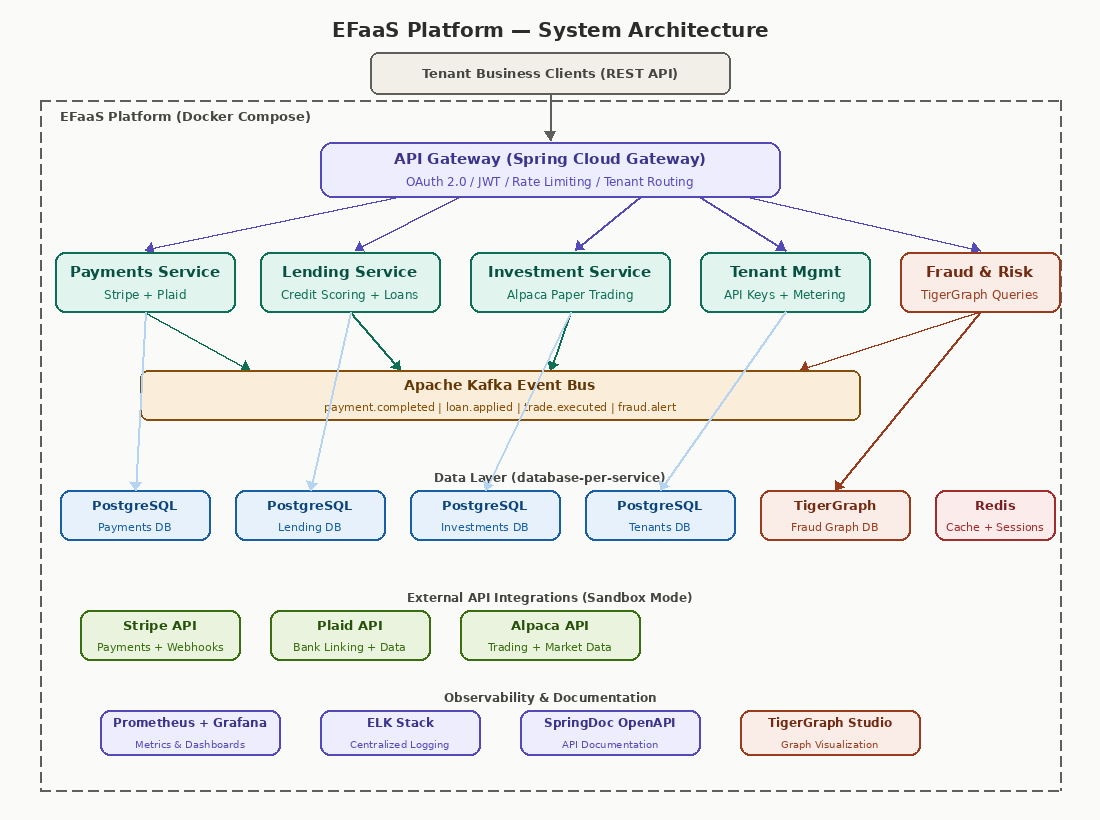 EFaaS Platform — System Architecture
Tenant Business Clients (REST API)
EFaaS Platform (Docker Compose)
API Gateway (Spring Cloud Gateway)
OAuth 2.0 / JWT / Rate Limiting / Tenant Routing
Payments Service
Stripe + Plaid
Lending Service
Credit Scoring + Loans
Investment Service
Alpaca Paper Trading
Tenant Mgmt
API Keys + Metering
Fraud & Risk
TigerGraph Queries
Apache Kafka Event Bus
payment.completed | loan.applied | trade.executed | fraud.alert
Data Layer (database-per-service)
PostgreSQL
Payments DB
PostgreSQL
Lending DB
PostgreSQL
Investments DB
PostgreSQL
Tenants DB
TigerGraph
Fraud Graph DB
Redis
Cache + Sessions
External API Integrations (Sandbox Mode)
Stripe API
Payments + Webhooks
Plaid API
Bank Linking + Data
Alpaca API
Trading + Market Data
Observability & Documentation
Prometheus + Grafana
Metrics & Dashboards
ELK Stack
Centralized Logging
SpringDoc OpenAPI
API Documentation
TigerGraph Studio
Graph Visualization